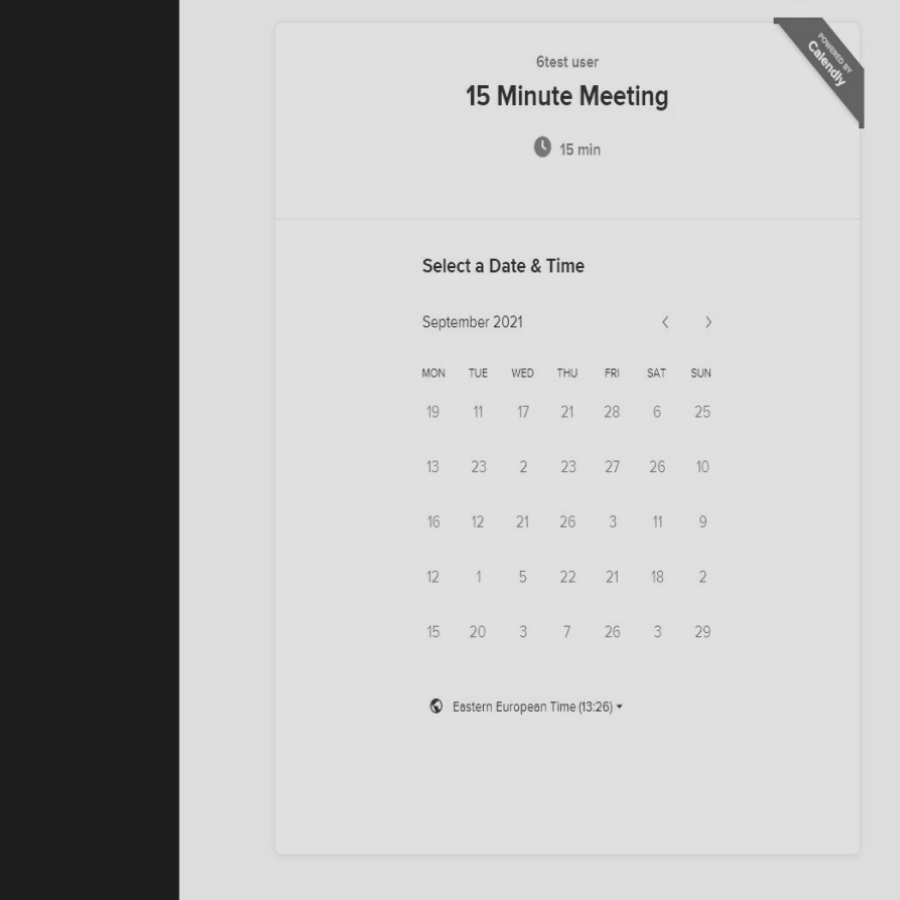 POWERED BY
Calendly
6test user
15 Minute Meeting
15 min
Select a Date & Time
September 2021
MON TUE WED THU FRI SAT SUN
19 11 17 21 28 6 25
13 23 2 23 27 26 10
16 12 21 26 3 11 9
12 1 5 22 21 18 2
15 20 3 7 26 3 29
Eastern European Time (13:26)